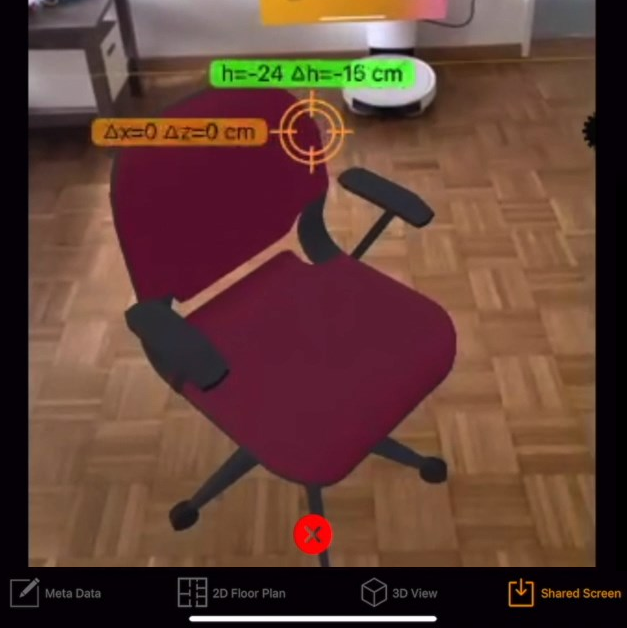 h=-24 Δh=-15 cm
Δx=0 Δz=0 cm
Meta Data
2D Floor Plan
3D View
Shared Screen